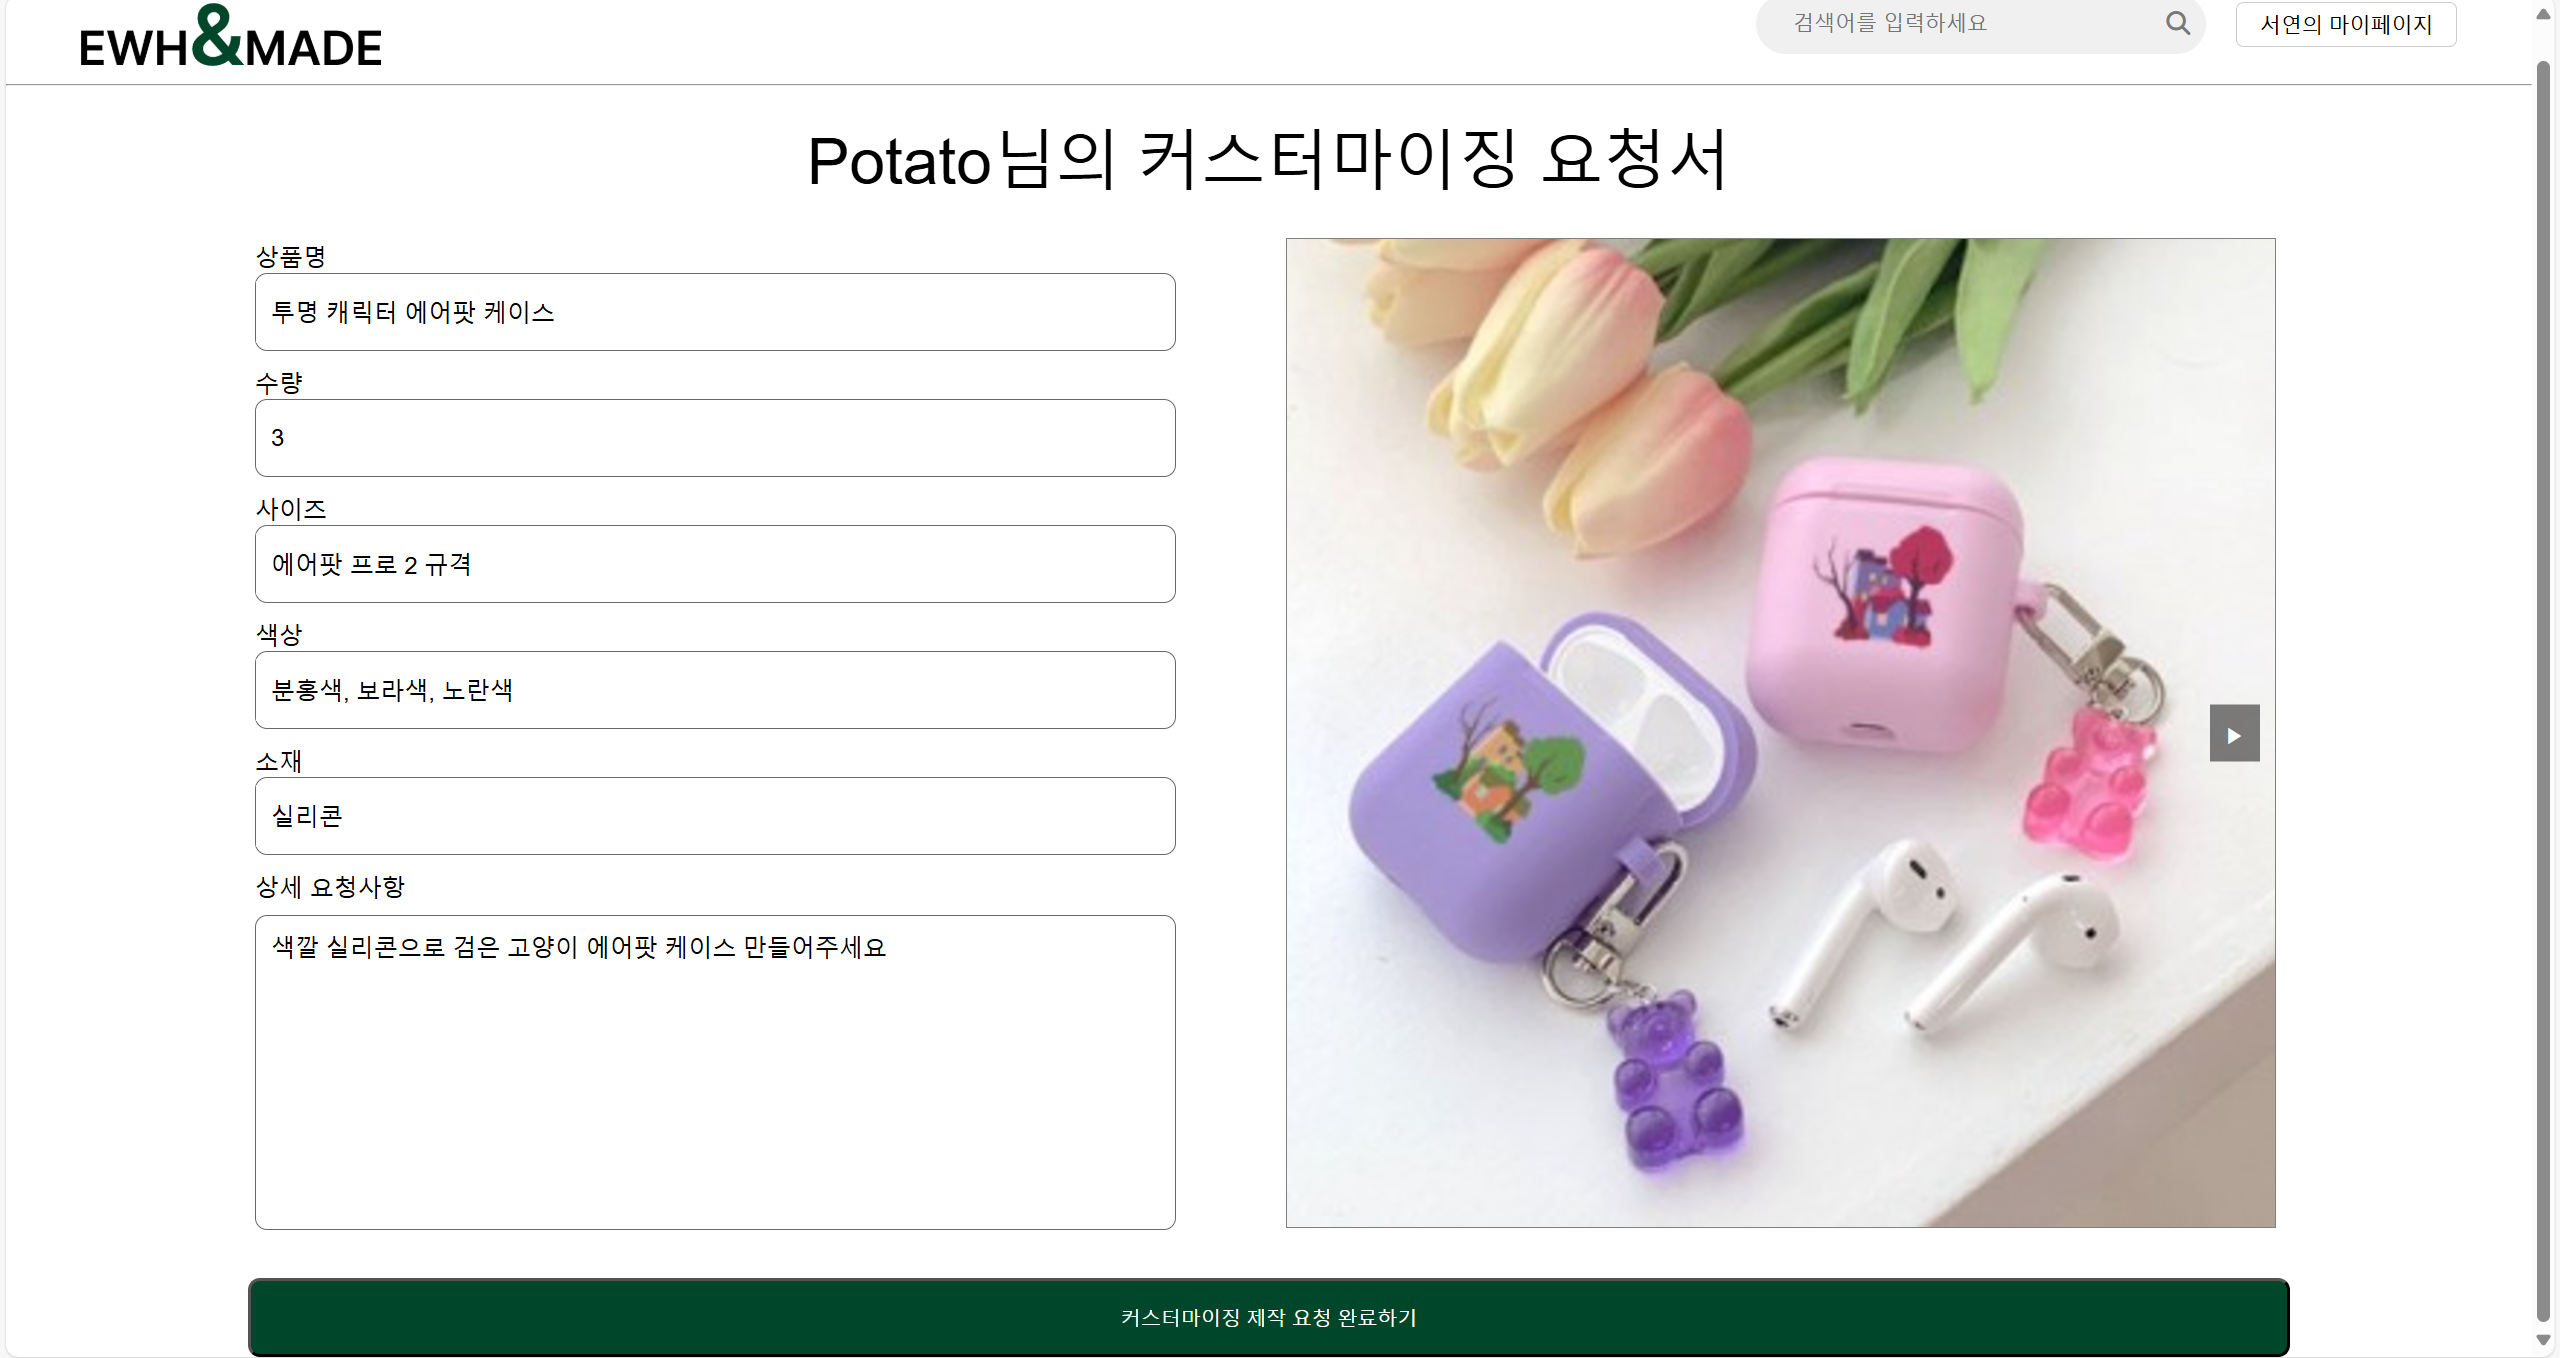 EWH&MADE
검색어를 입력하세요
서연의 마이페이지
Potato님의 커스터마이징 요청서
상품명
투명 캐릭터 에어팟 케이스
수량
3
사이즈
에어팟 프로 2 규격
색상
분홍색, 보라색, 노란색
소재
실리콘
상세 요청사항
색깔 실리콘으로 검은 고양이 에어팟 케이스 만들어주세요
커스터마이징 제작 요청 완료하기